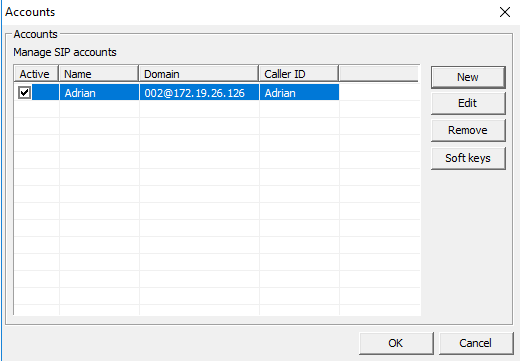 Accounts
Accounts
Manage SIP accounts
Active Name Domain Caller ID
Adrian 002@172.19.26.126 Adrian
New
Edit
Remove
Soft keys
OK Cancel